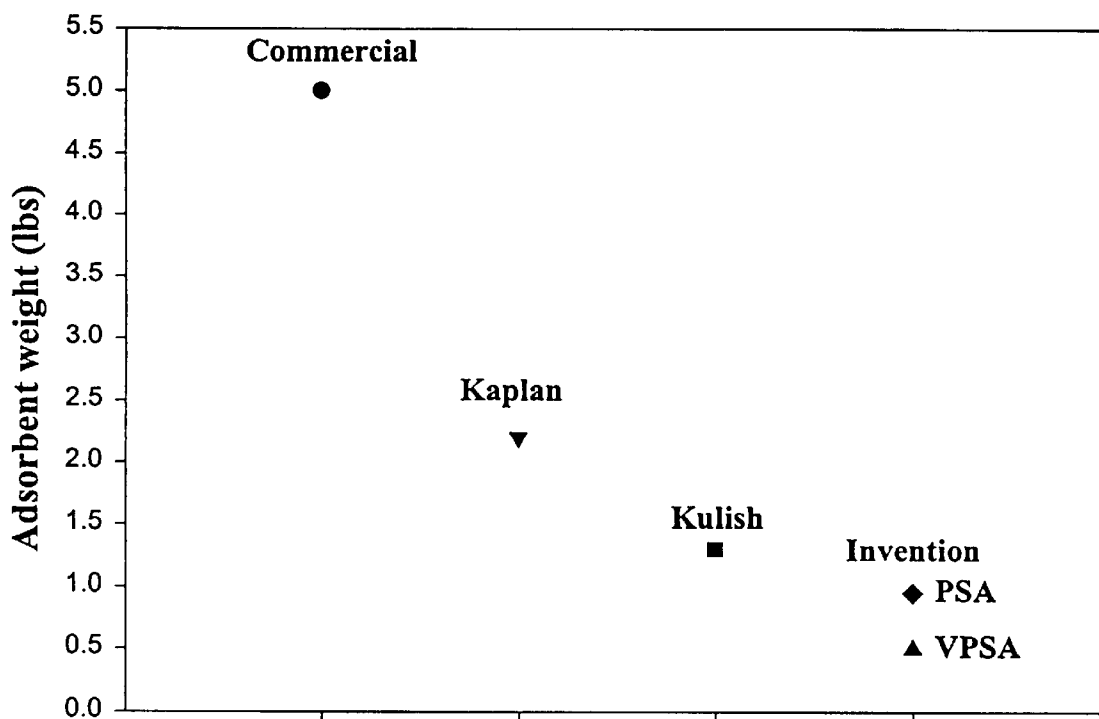 5.5
Commercial
5.0
4.5
4.0
3.5
3.0
Kaplan
2.5
2.0
1.5
Kulish
Invention
1.0
PSA
0.5
VPSA
0.0
Adsorbent weight (lbs)